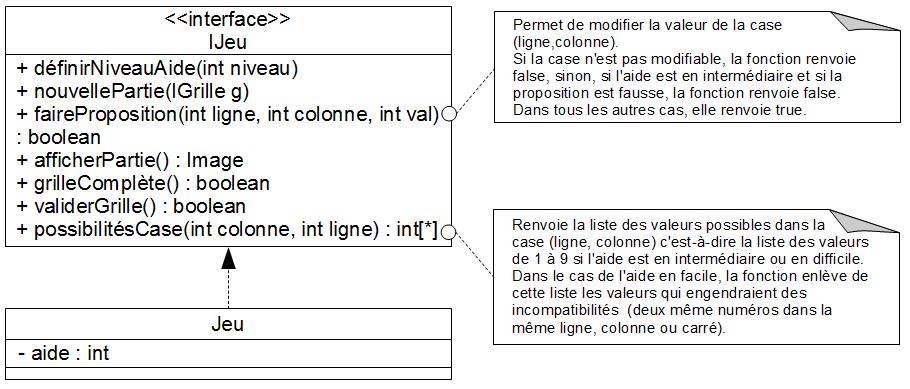 <<interface>>
IJeu
+ définirNiveauAide(int niveau)
+ nouvellePartie(IGrille g)
+ faireProposition(int ligne, int colonne, int val)
: boolean
+ afficherPartie() : Image
+ grilleComplète() : boolean
+ validerGrille() : boolean
+ possibilitésCase(int colonne, int ligne) : int[*]
Permet de modifier la valeur de la case
(ligne,colonne).
Si la case n'est pas modifiable, la fonction renvoie
false, sinon, si l'aide est en intermédiaire et si la
proposition est fausse, la fonction renvoie false.
Dans tous les autres cas, elle renvoie true.
Renvoie la liste des valeurs possibles dans la
case (ligne, colonne) c'est-à-dire la liste des valeurs
de 1 à 9 si l'aide est en intermédiaire ou en difficile.
Dans le cas de l'aide en facile, la fonction enlève de
cette liste les valeurs qui engendraient des
incompatibilités (deux même numéros dans la
même ligne, colonne ou carré).
Jeu
- aide : int